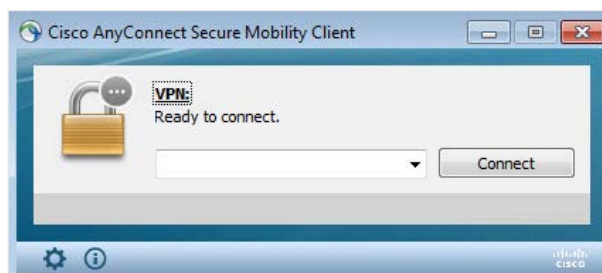 Cisco AnyConnect Secure Mobility Client
VPN:
Ready to connect.
Connect
CISCO